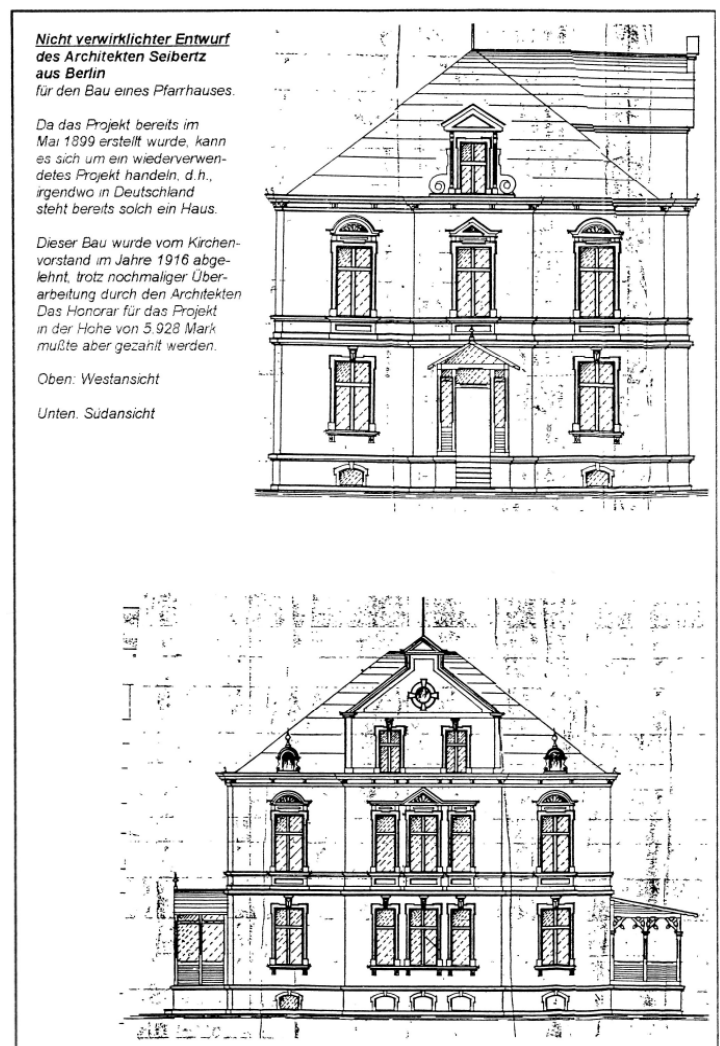 Nicht verwirklichter Entwurf
des Architekten Seibertz
aus Berlin
für den Bau eines Pfarrhauses.
Da das Projekt bereits im
Mai 1899 erstellt wurde, kann
es sich um ein wiederverwen-
detes Projekt handeln, d.h.,
irgendwo in Deutschland
steht bereits solch ein Haus.
Dieser Bau wurde vom Kirchen-
vorstand im Jahre 1916 abge-
lehnt, trotz nochmaliger Über-
arbeitung durch den Architekten
Das Honorar für das Projekt
in der Hohe von 5.928 Mark
mußte aber gezahlt werden.
Oben: Westansicht
Unten. Südansicht